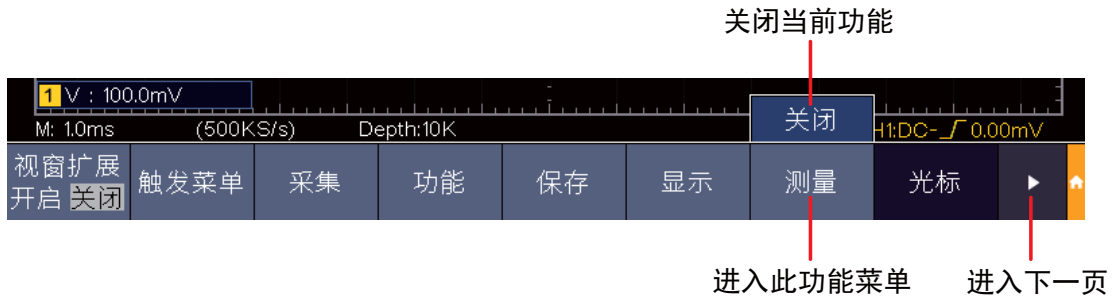 关闭当前功能
1 V : 100.0mV
M: 1.0ms (500KS/s) Depth:10K 关闭 H1:DC- 0.00mV
视窗扩展 触发菜单 采集 功能 保存 显示 测量 光标
开启 关闭
进入此功能菜单 进入下一页